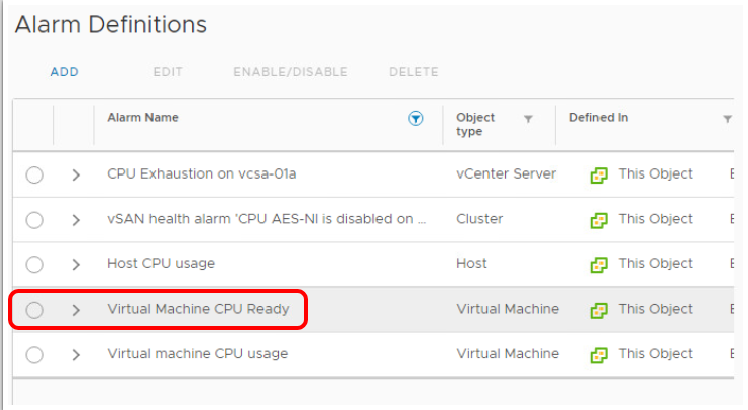 Alarm Definitions
ADD EDIT ENABLE/DISABLE DELETE
Alarm Name Object type Defined In
CPU Exhaustion on vcsa-01a vCenter Server This Object E
vSAN health alarm 'CPU AES-NI is disabled on ... Cluster This Object E
Host CPU usage Host This Object E
Virtual Machine CPU Ready Virtual Machine This Object E
Virtual machine CPU usage Virtual Machine This Object E